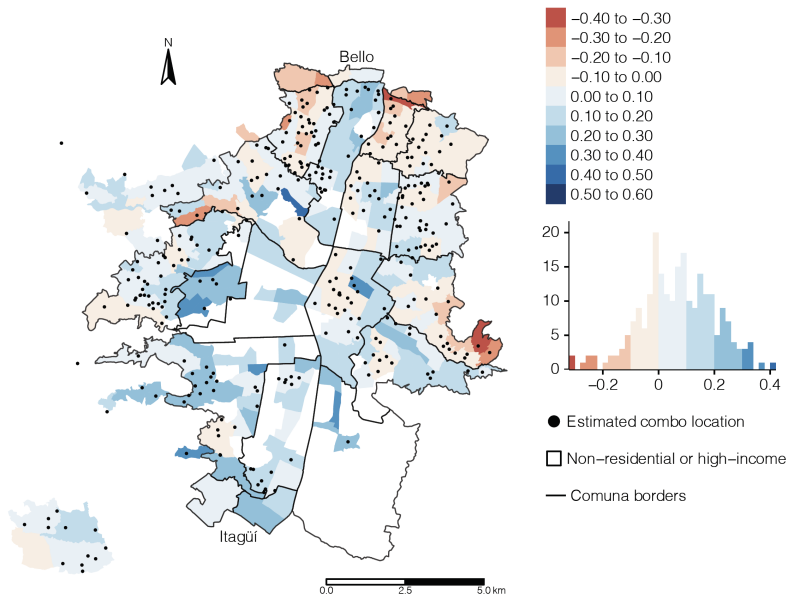 N
Bello
Itagüí
0.0 2.5 5.0 km
−0.40 to −0.30
−0.30 to −0.20
−0.20 to −0.10
−0.10 to 0.00
0.00 to 0.10
0.10 to 0.20
0.20 to 0.30
0.30 to 0.40
0.40 to 0.50
0.50 to 0.60
20
15
10
5
0
−0.2 0 0.2 0.4
Estimated combo location
Non−residential or high−income
Comuna borders